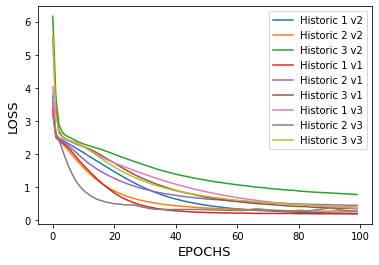 Historic 1 v2
Historic 2 v2
Historic 3 v2
Historic 1 v1
Historic 2 v1
Historic 3 v1
Historic 1 v3
Historic 2 v3
Historic 3 v3
LOSS
6
5
4
3
2
1
0
0 20 40 60 80 100
EPOCHS